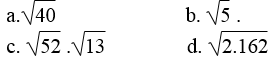 a.√40 b. √5 .
c. √52 .√13 d. √2.162